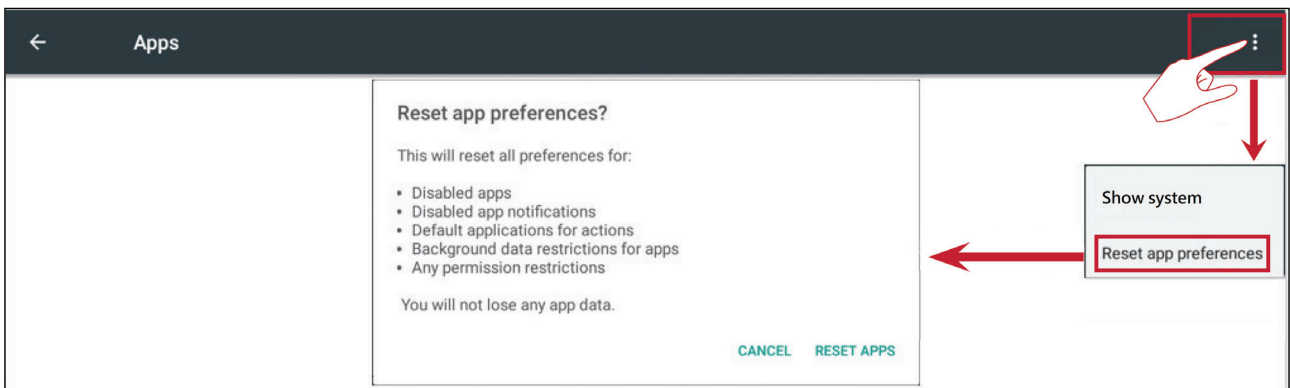 Apps
Reset app preferences?
This will reset all preferences for:
• Disabled apps
• Disabled app notifications
• Default applications for actions
• Background data restrictions for apps
• Any permission restrictions
You will not lose any app data.
CANCEL RESET APPS
Show system
Reset app preferences